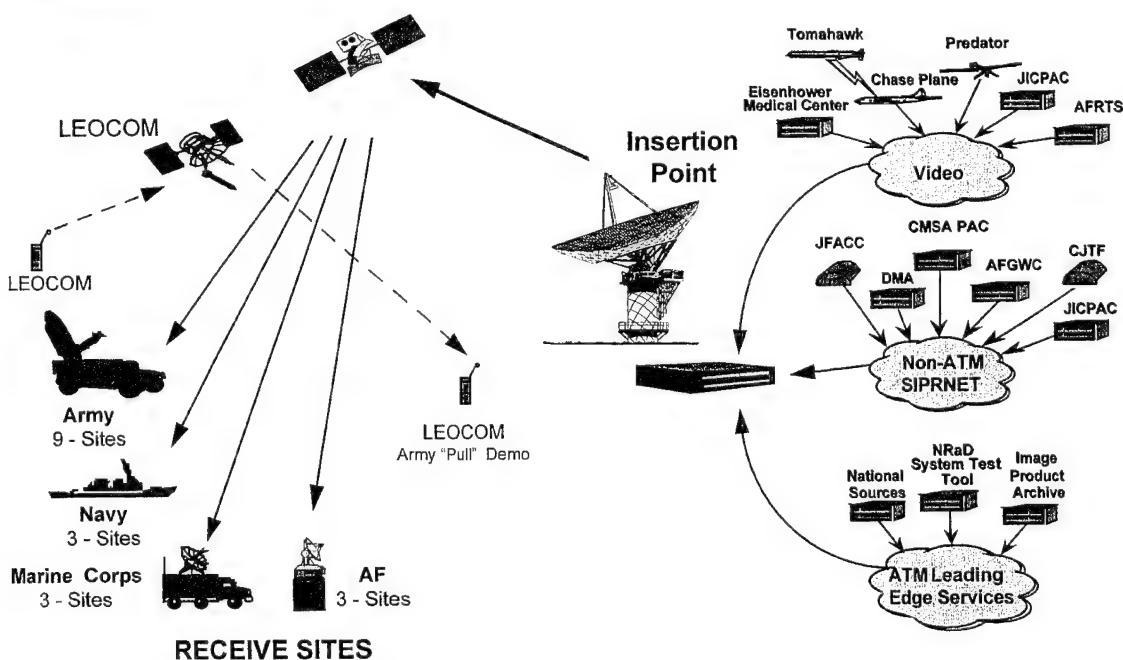 Tomahawk
Predator
Chase Plane
JICPAC
Eisenhower
Medical Center
AFRTS
Video
LEOCOM
Insertion
Point
LEOCOM
CMSA PAC
JFACC
DMA
AFGWC
CJTF
JICPAC
Non-ATM
SIPRNET
Army
9 - Sites
LEOCOM
Army "Pull" Demo
Navy
3 - Sites
NRaD
System Test
Tool
National
Sources
Image
Product
Archive
ATM Leading
Edge Services
Marine Corps
3 - Sites
AF
3 - Sites
RECEIVE SITES